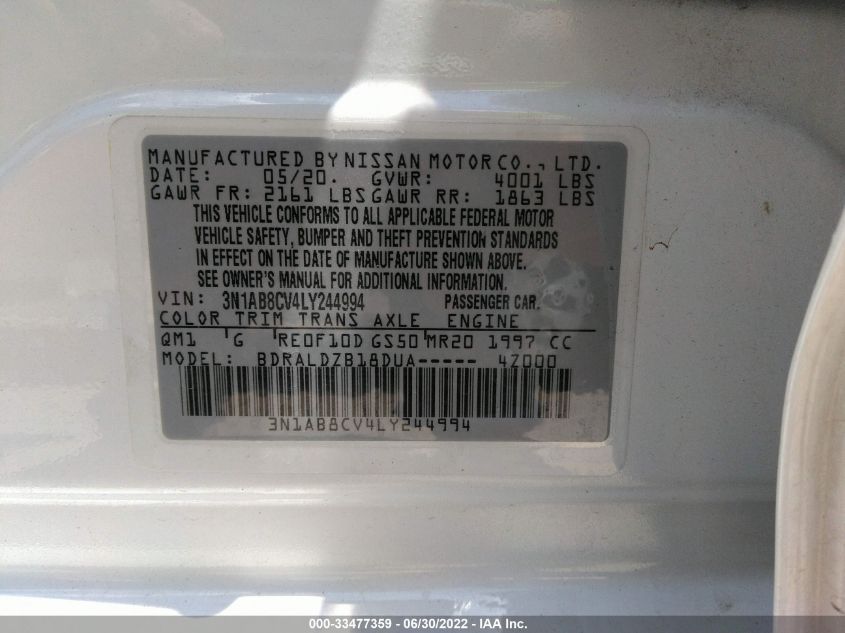 MANUFACTURED BY NISSAN MOTOR CO., LTD.
DATE: 05/20. GVWR: 4001 LBS
GAWR FR: 2161 LBS GAWR RR: 1863 LBS
THIS VEHICLE CONFORMS TO ALL APPLICABLE FEDERAL MOTOR
VEHICLE SAFETY, BUMPER AND THEFT PREVENTION STANDARDS
IN EFFECT ON THE DATE OF MANUFACTURE SHOWN ABOVE.
SEE OWNER'S MANUAL FOR ADDITIONAL INFORMATION.
VIN: 3N1AB8CV4LY244994 PASSENGER CAR.
COLOR TRIM TRANS AXLE ENGINE
QM1 G RE0F10D GS50 MR20 1997 CC
MODEL: BDRALDZB18DUA----- 4Z000
3N1AB8CV4LY244994
000-33477359 - 06/30/2022 - IAA Inc.